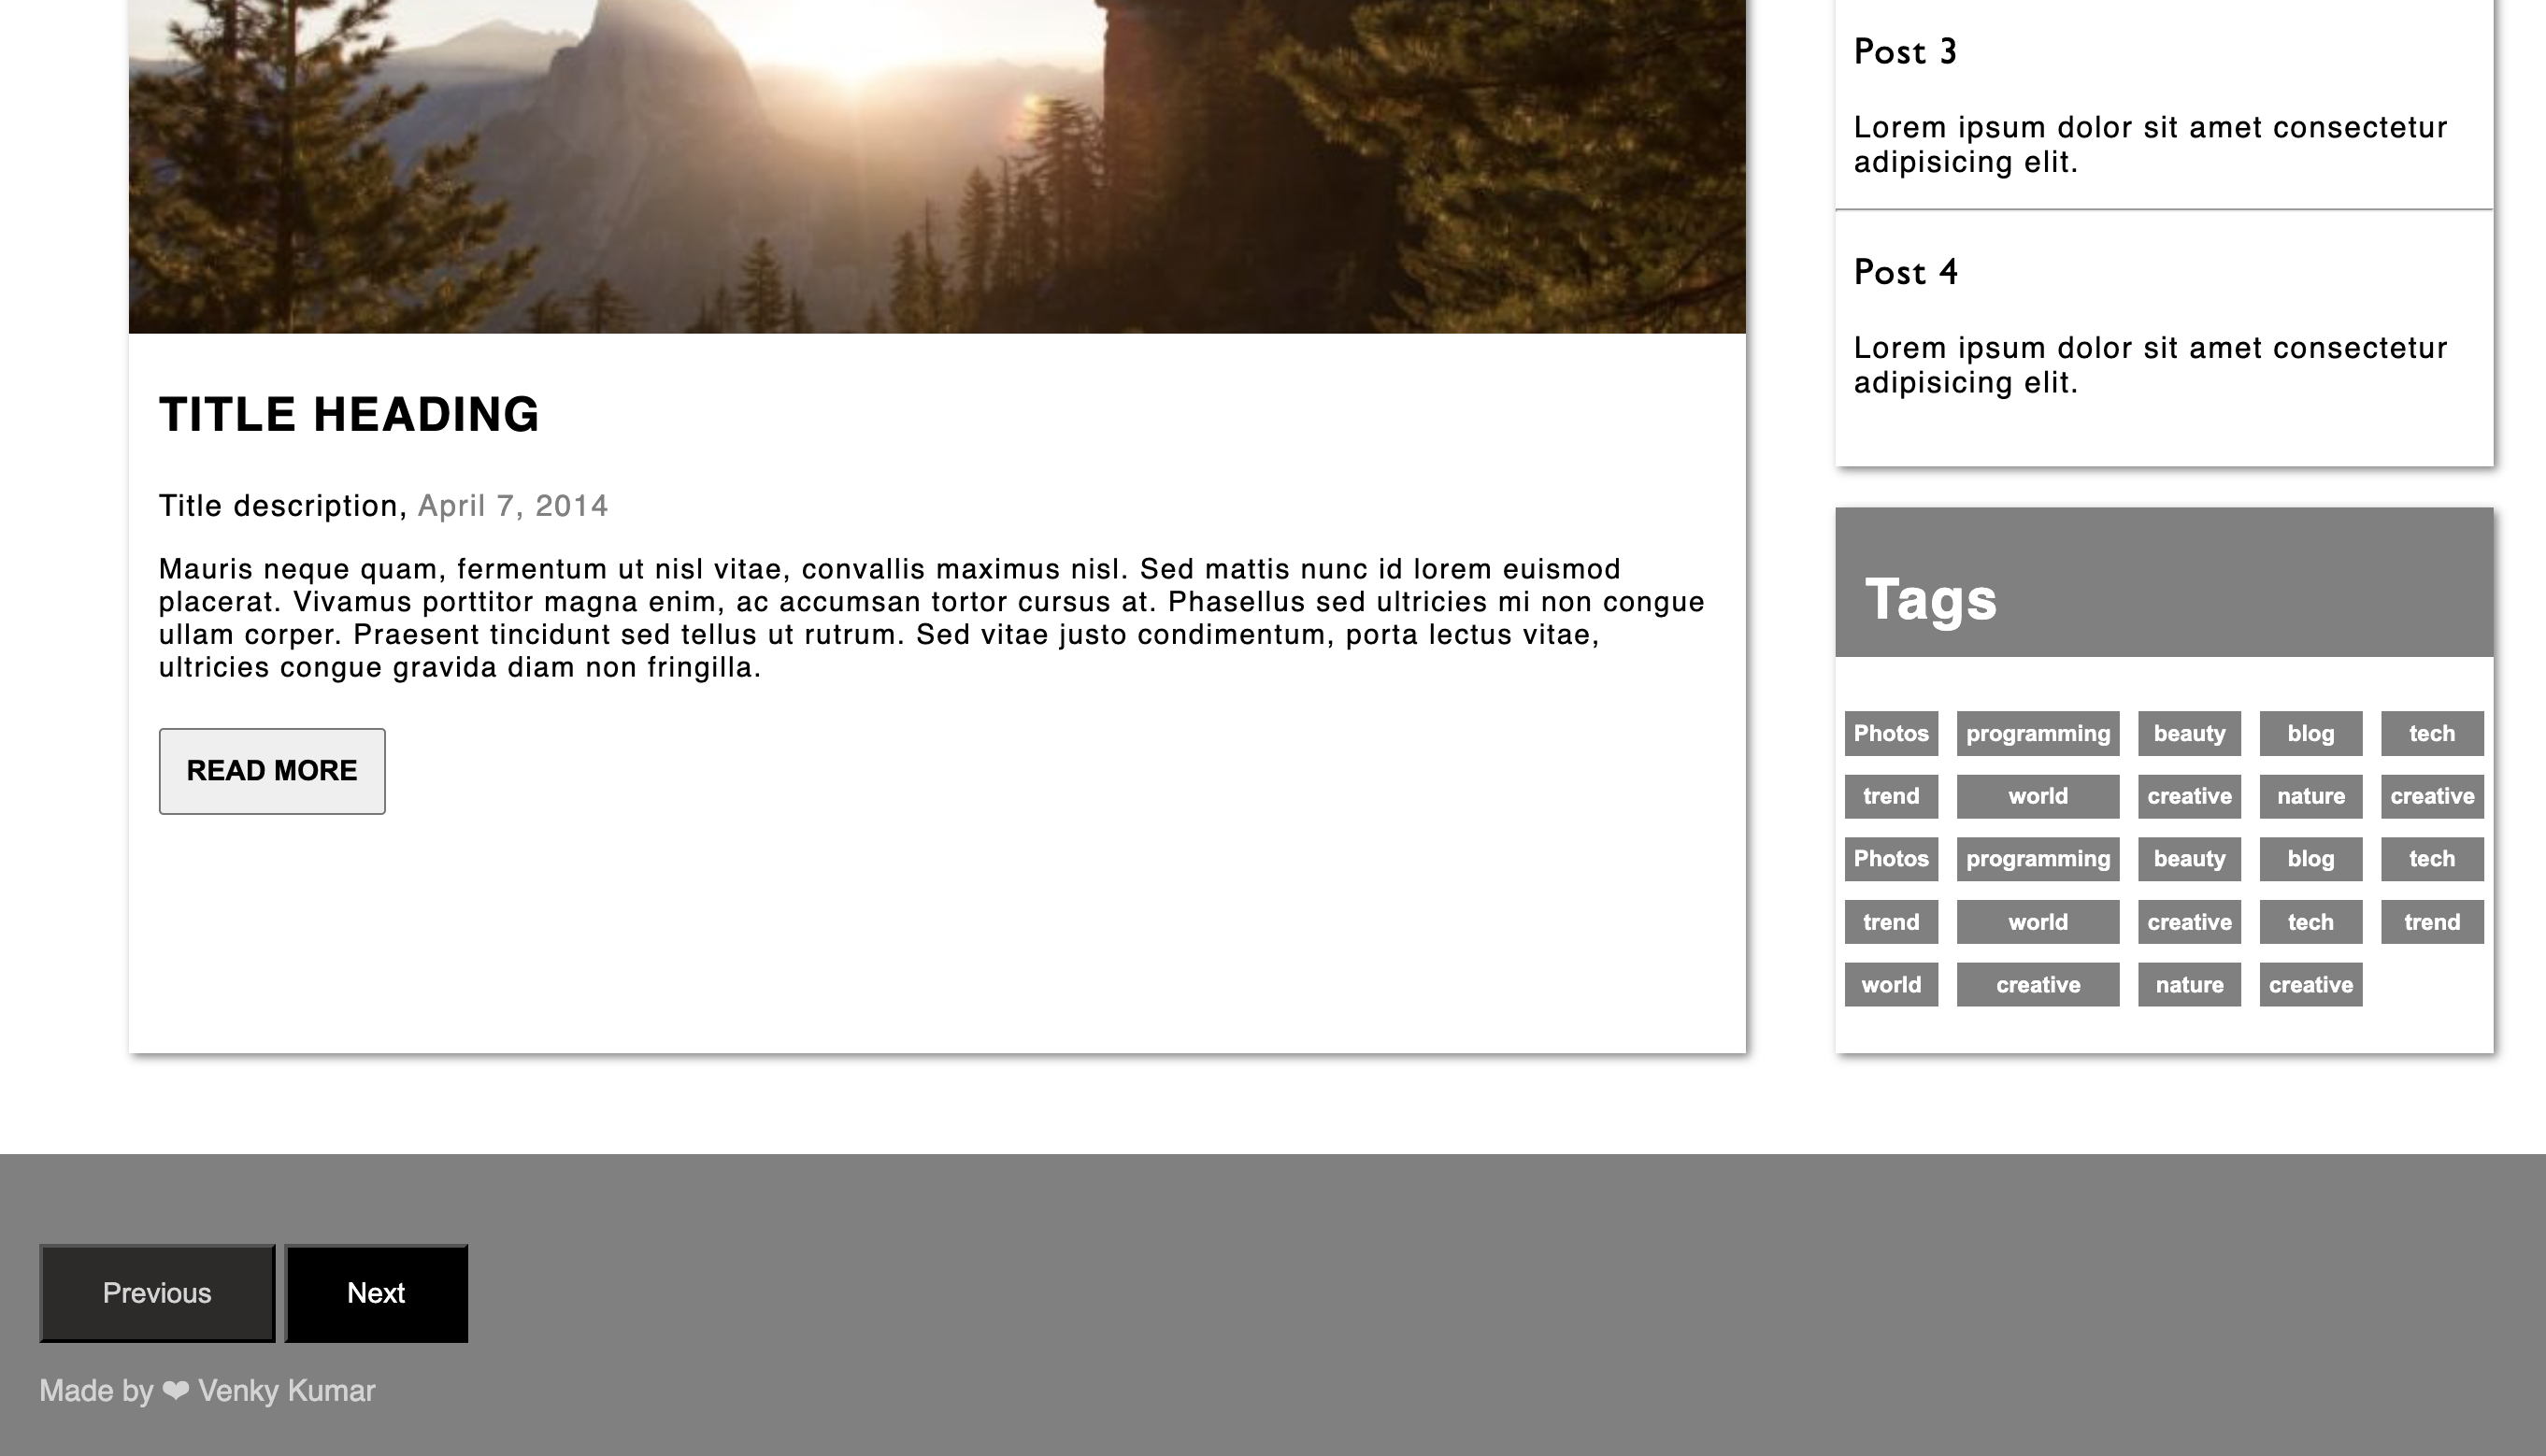 TITLE HEADING
Title description, April 7, 2014
Mauris neque quam, fermentum ut nisl vitae, convallis maximus nisl. Sed mattis nunc id lorem euismod
placerat. Vivamus porttitor magna enim, ac accumsan tortor cursus at. Phasellus sed ultricies mi non congue
ullam corper. Praesent tincidunt sed tellus ut rutrum. Sed vitae justo condimentum, porta lectus vitae,
ultricies congue gravida diam non fringilla.
READ MORE
Post 3
Lorem ipsum dolor sit amet consectetur
adipisicing elit.
Post 4
Lorem ipsum dolor sit amet consectetur
adipisicing elit.
Tags
Photos programming beauty blog tech
trend world creative nature creative
Photos programming beauty blog tech
trend world creative tech trend
world creative nature creative
Previous Next
Made by ❤ Venky Kumar